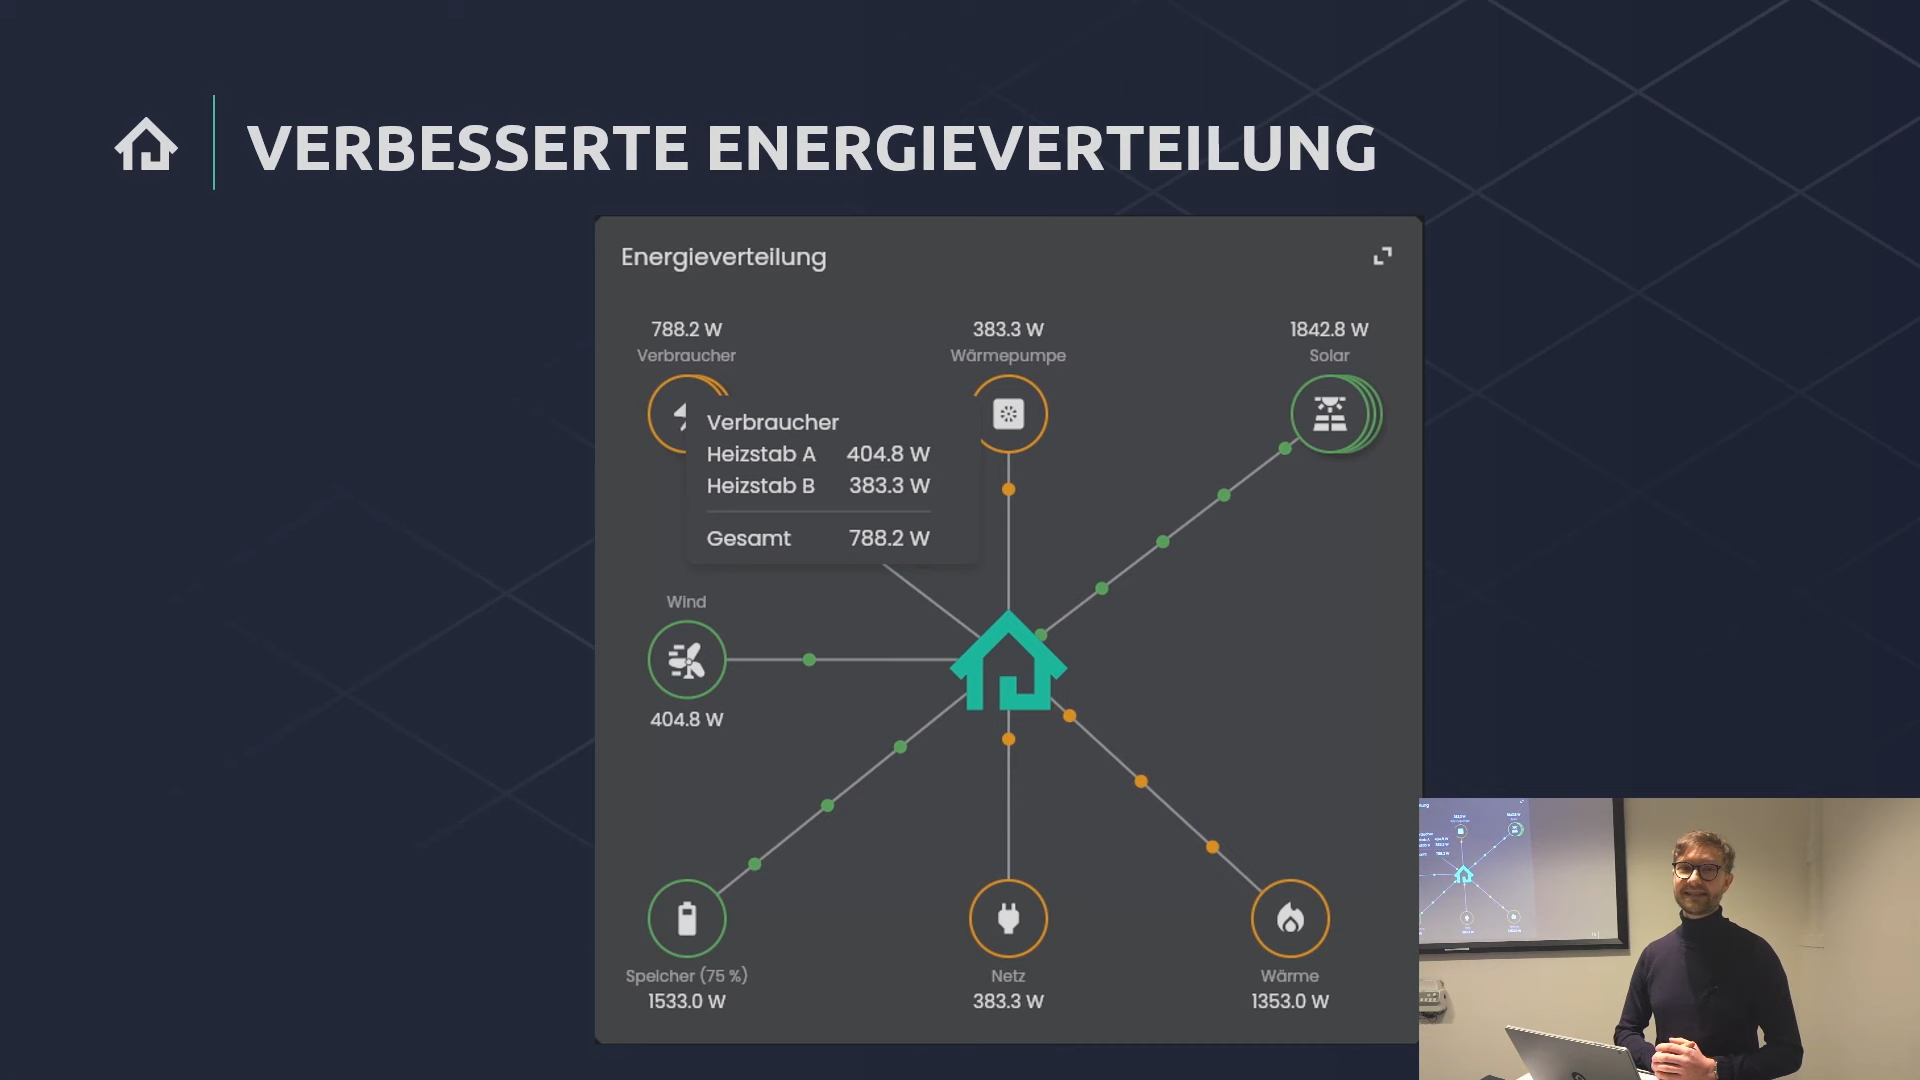 VERBESSERTE ENERGIEVERTEILUNG
Energieverteilung
788.2 W
Verbraucher
383.3 W
Wärmepumpe
1842.8 W
Solar
Verbraucher
Heizstab A 404.8 W
Heizstab B 383.3 W
Gesamt 788.2 W
Wind
404.8 W
Speicher (75 %)
1533.0 W
Netz
383.3 W
Wärme
1353.0 W